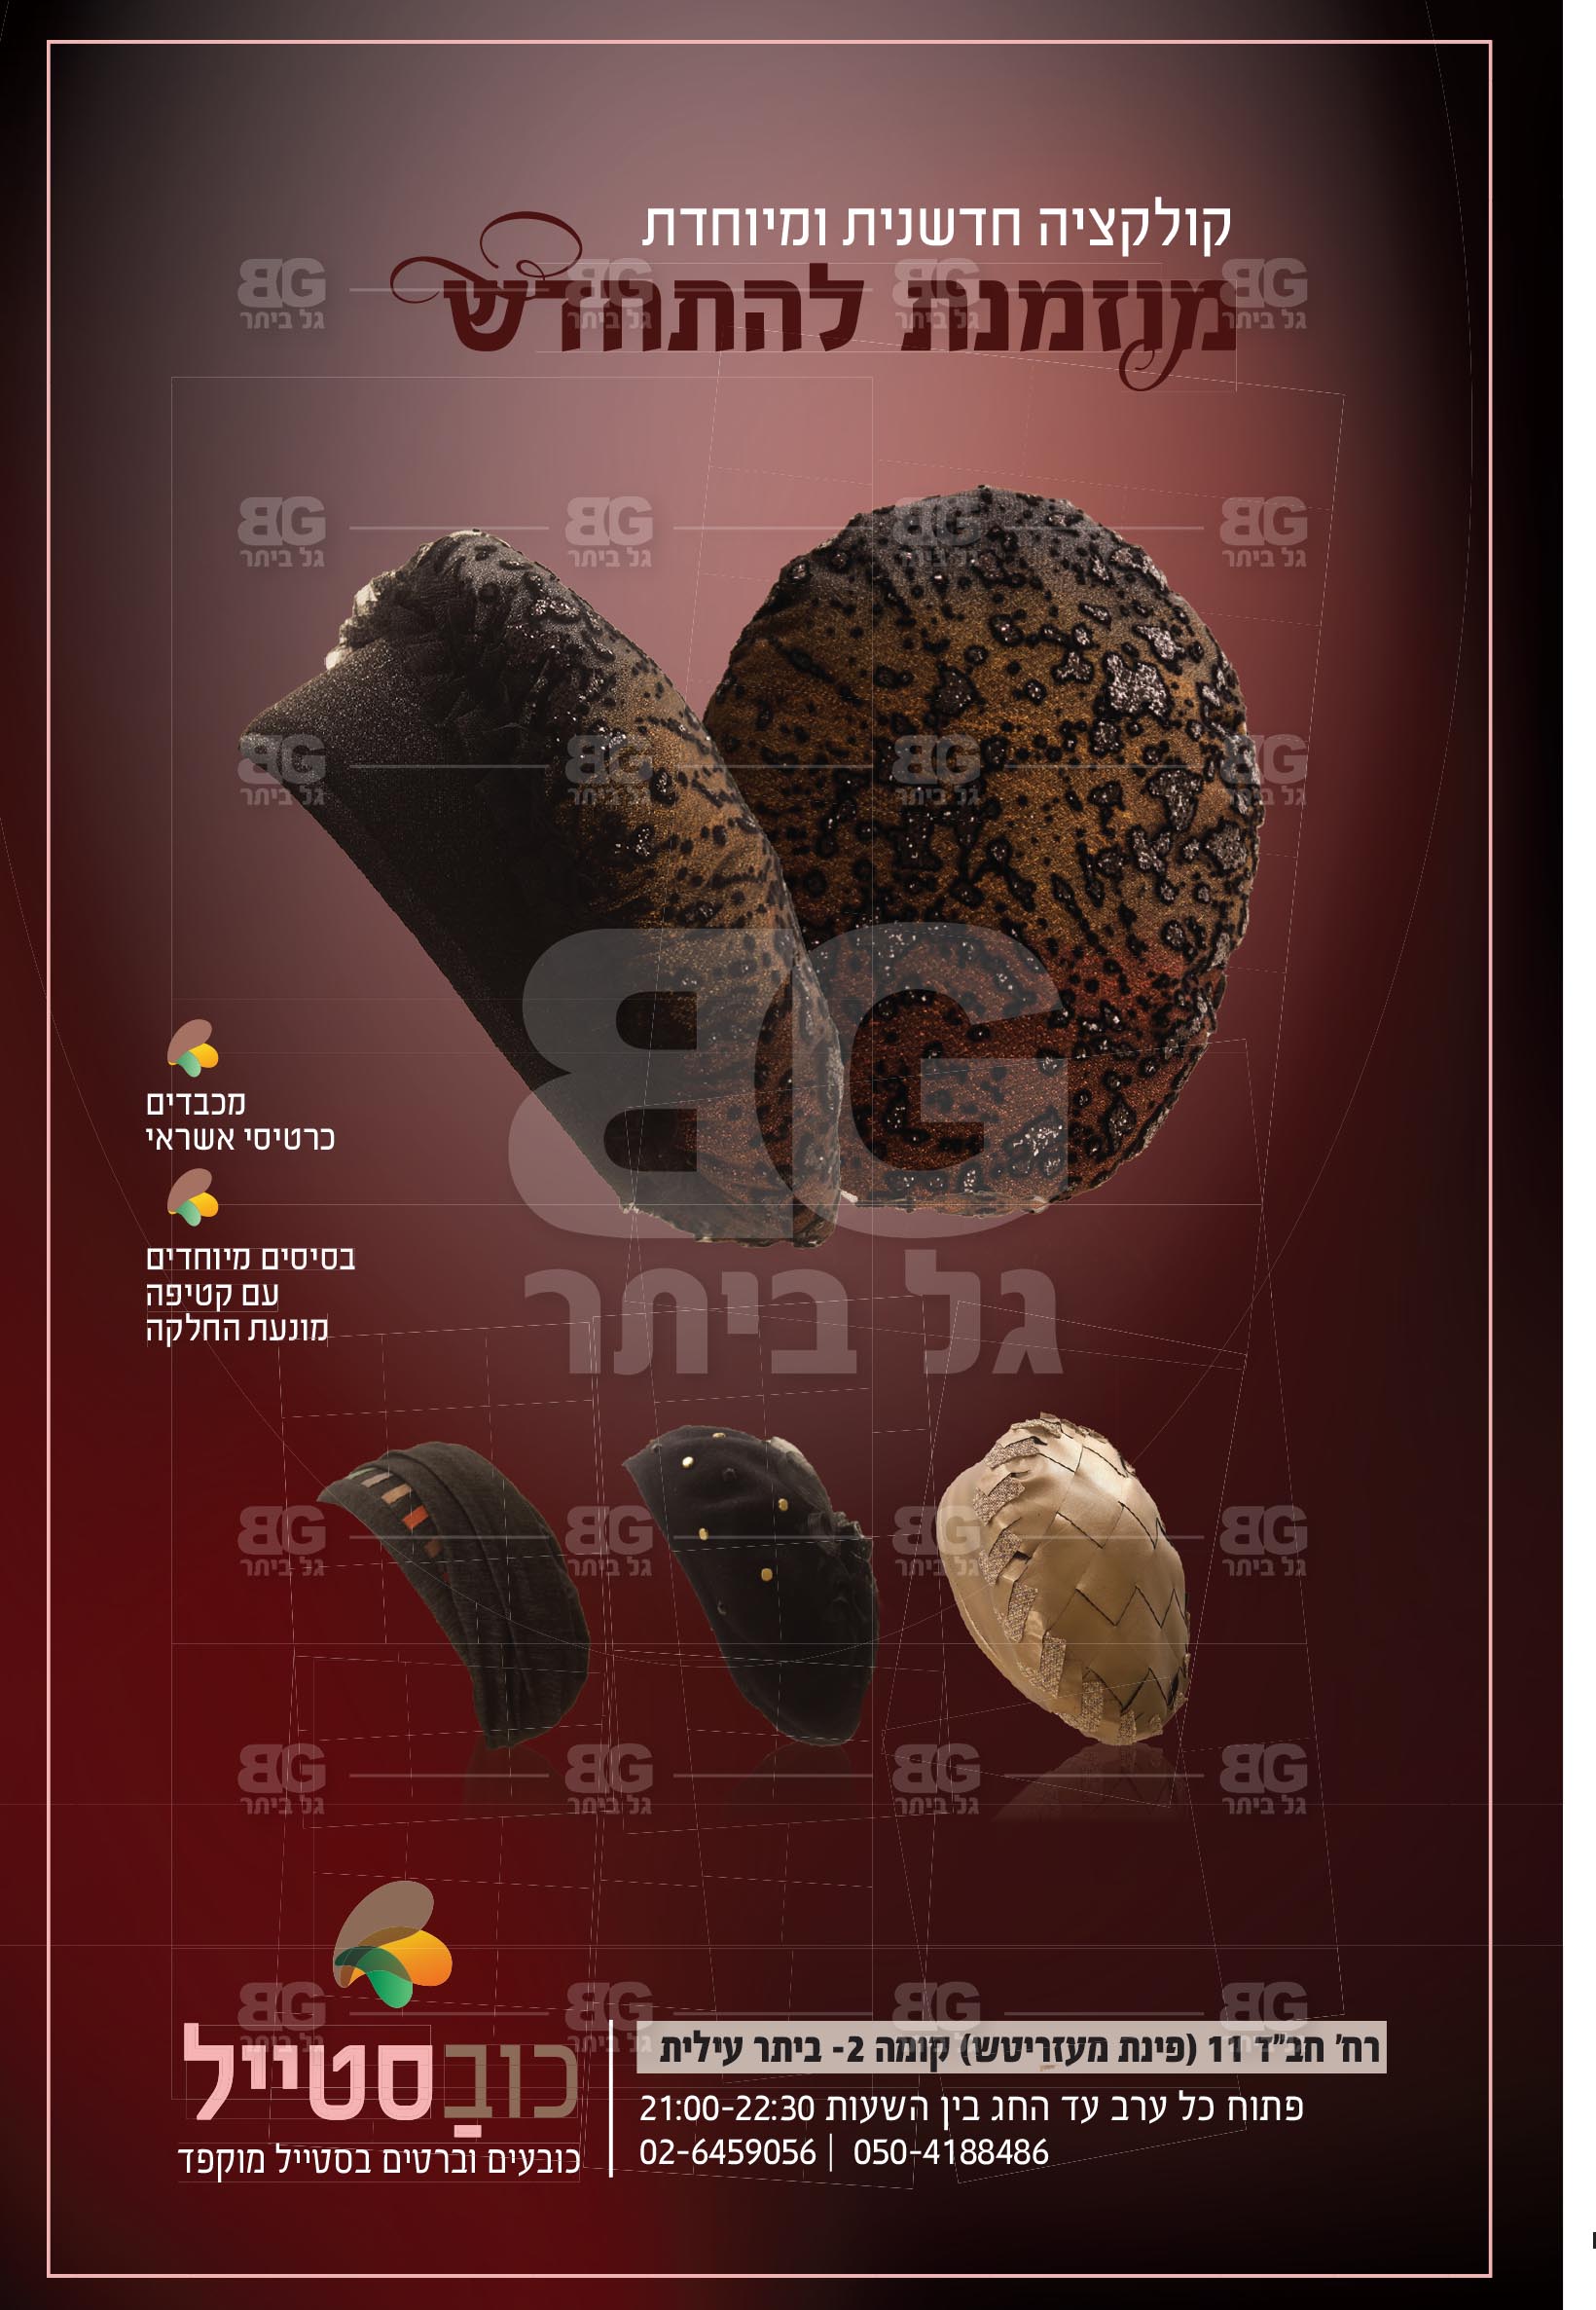 קולקציה חדשנית ומיוחדת
מוזמנת להתחדש
BG
גל ביתר
מכבדים
כרטיסי אשראי
בסיסים מיוחדים
עם קטיפה
מונעת החלקה
כובַסטייל
כובעים וברטים בסטייל מוקפד
רח' חב"ד 11 (פינת מעזריטש) קומה 2- ביתר עילית
פתוח כל ערב עד החג בין השעות 21:00-22:30
02-6459056 | 050-4188486